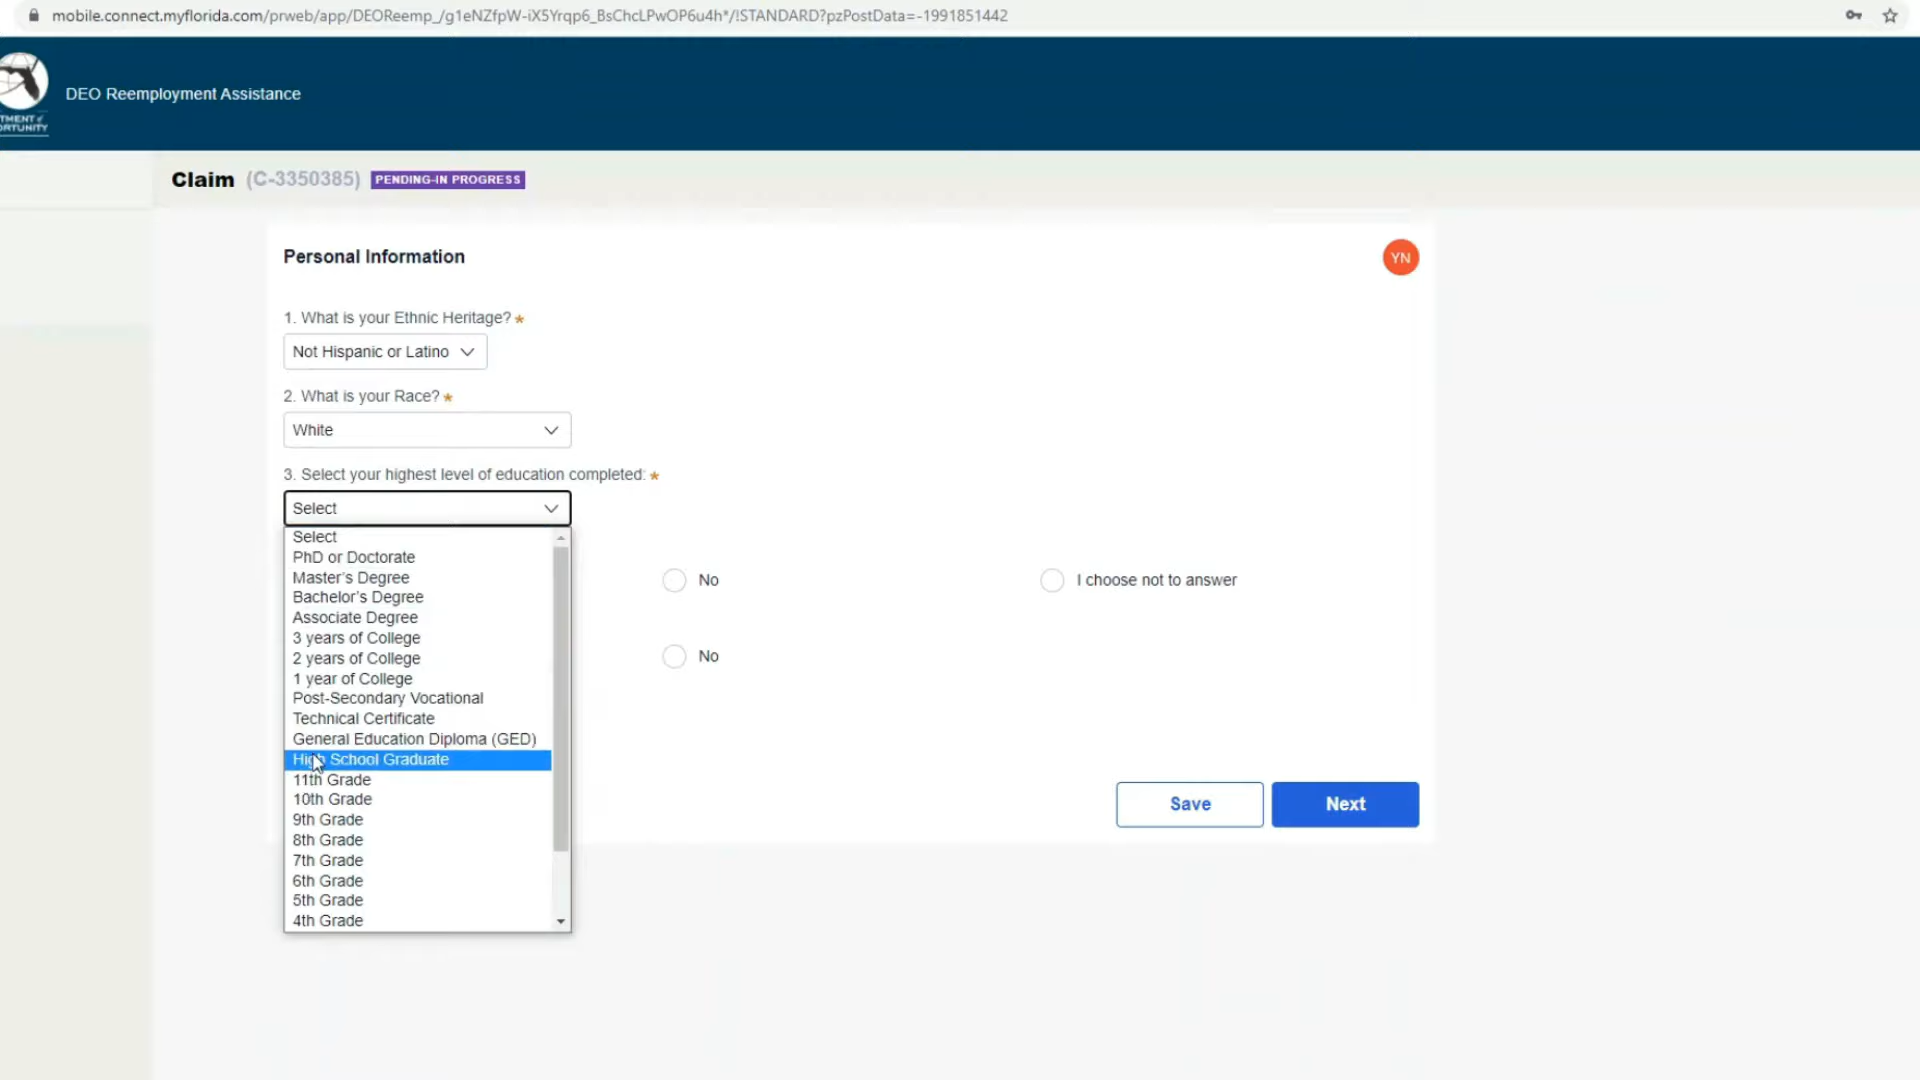 mobile.connect.myflorida.com/prweb/app/DEOReemp_/g1eNZfpW-iX5Yrqp6_BsChcLPwOP6u4h*/!STANDARD?pzPostData=-1991851442
DEO Reemployment Assistance
TMENT of
ORTUNITY
Claim (C-3350385) PENDING-IN PROGRESS
Personal Information
YN
1. What is your Ethnic Heritage? *
Not Hispanic or Latino
2. What is your Race? *
White
3. Select your highest level of education completed: *
Select
Select
PhD or Doctorate
Master's Degree
Bachelor's Degree
Associate Degree
3 years of College
2 years of College
1 year of College
Post-Secondary Vocational
Technical Certificate
General Education Diploma (GED)
High School Graduate
11th Grade
10th Grade
9th Grade
8th Grade
7th Grade
6th Grade
5th Grade
4th Grade
No
I choose not to answer
No
Save
Next